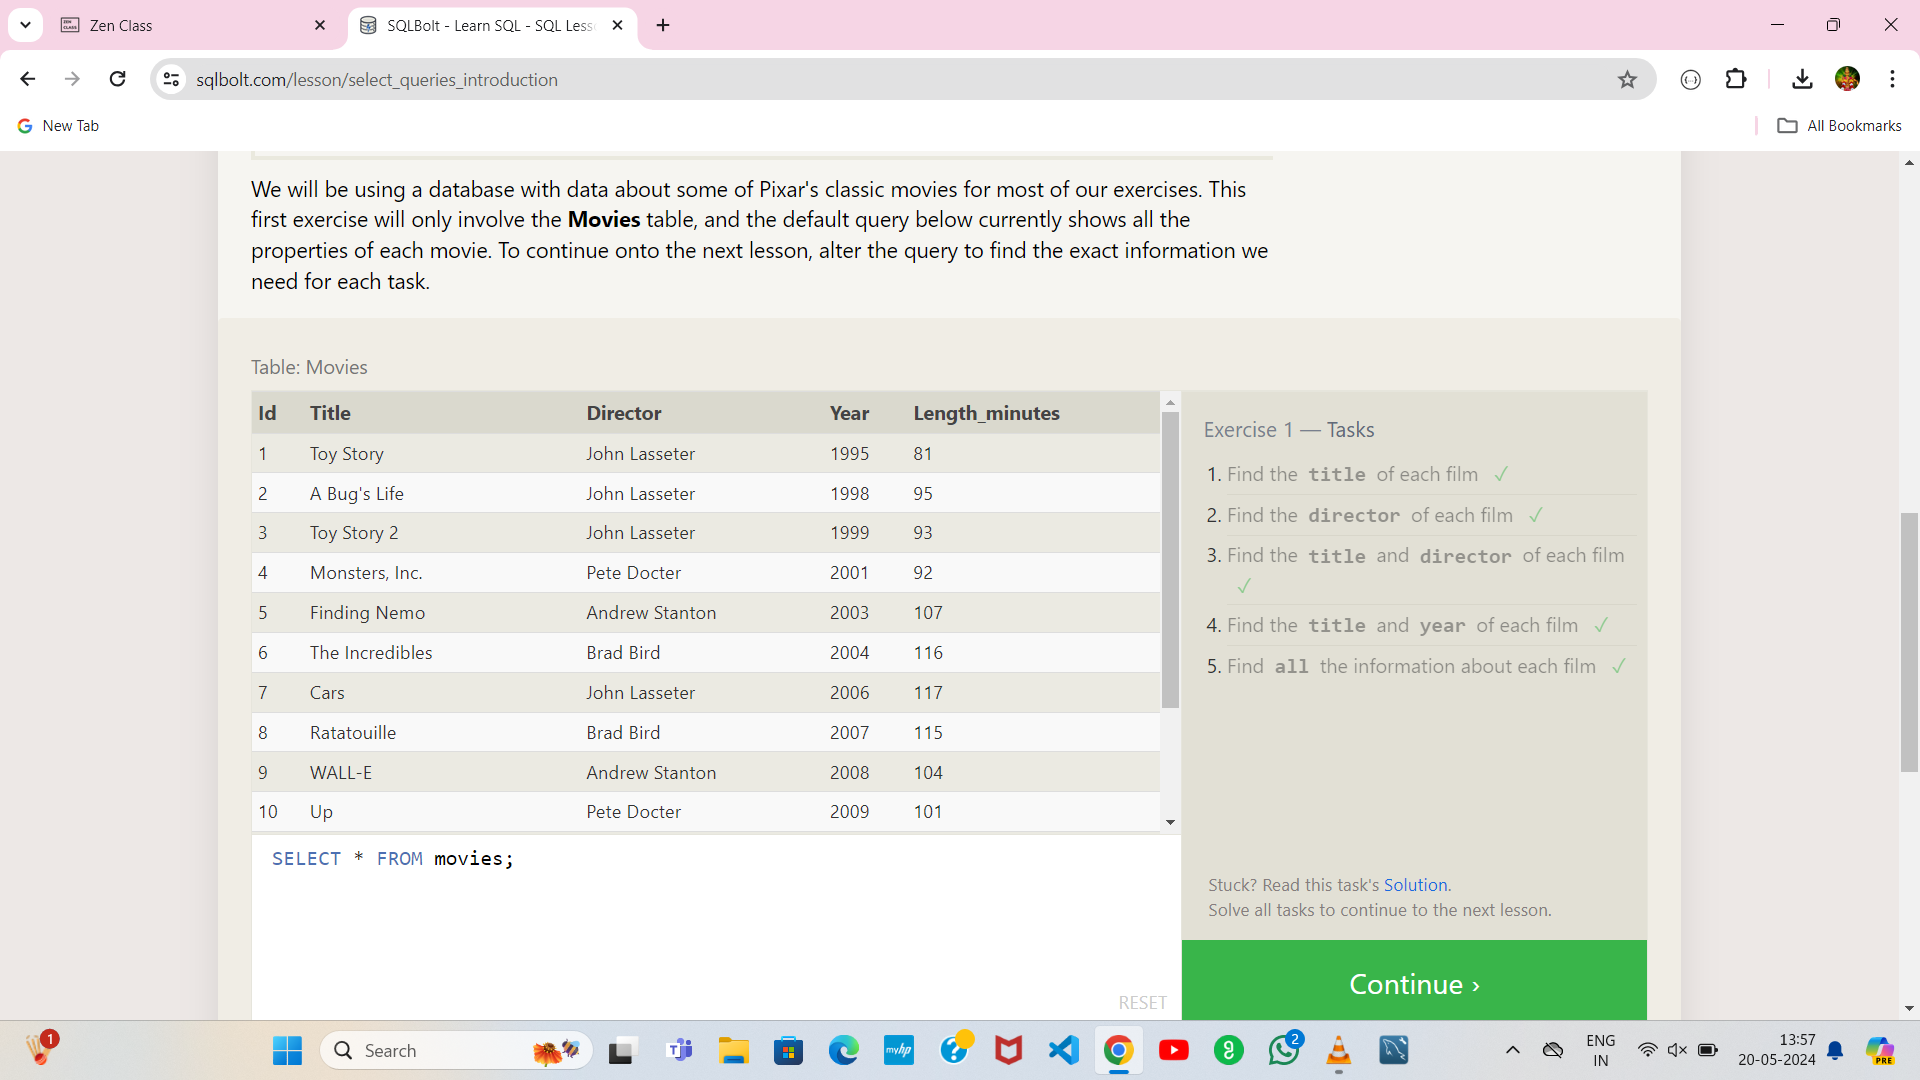 Zen Class
SQLBolt - Learn SQL - SQL Less
sqlbolt.com/lesson/select_queries_introduction
New Tab
All Bookmarks
We will be using a database with data about some of Pixar's classic movies for most of our exercises. This
first exercise will only involve the Movies table, and the default query below currently shows all the
properties of each movie. To continue onto the next lesson, alter the query to find the exact information we
need for each task.
Table: Movies
Id Title Director Year Length_minutes
1 Toy Story John Lasseter 1995 81
2 A Bug's Life John Lasseter 1998 95
3 Toy Story 2 John Lasseter 1999 93
4 Monsters, Inc. Pete Docter 2001 92
5 Finding Nemo Andrew Stanton 2003 107
6 The Incredibles Brad Bird 2004 116
7 Cars John Lasseter 2006 117
8 Ratatouille Brad Bird 2007 115
9 WALL-E Andrew Stanton 2008 104
10 Up Pete Docter 2009 101
SELECT * FROM movies;
RESET
Exercise 1 — Tasks
1. Find the title of each film ✓
2. Find the director of each film ✓
3. Find the title and director of each film
✓
4. Find the title and year of each film ✓
5. Find all the information about each film ✓
Stuck? Read this task's Solution.
Solve all tasks to continue to the next lesson.
Continue ›
1
Search
myhp
2
ENG
IN
13:57
20-05-2024
PRE